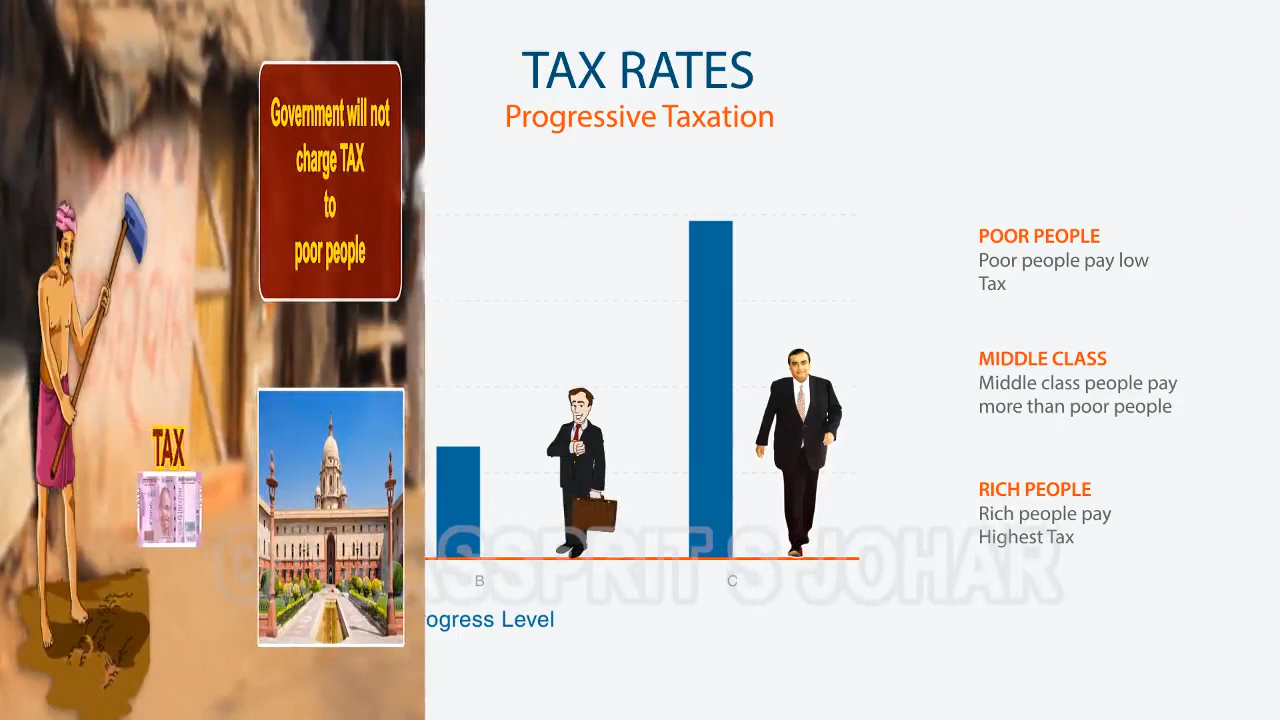 Government will not
charge TAX
to
poor people
TAX
TAX RATES
Progressive Taxation
B
C
ogress Level
POOR PEOPLE
Poor people pay low
Tax
MIDDLE CLASS
Middle class people pay
more than poor people
RICH PEOPLE
Rich people pay
Highest Tax
ASSPRIT S JOHAR